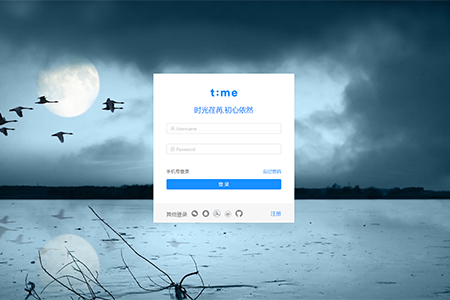 t:me
时光荏苒,初心依然
Username
Password
手机号登录 忘记密码
登 录
其他登录 注册